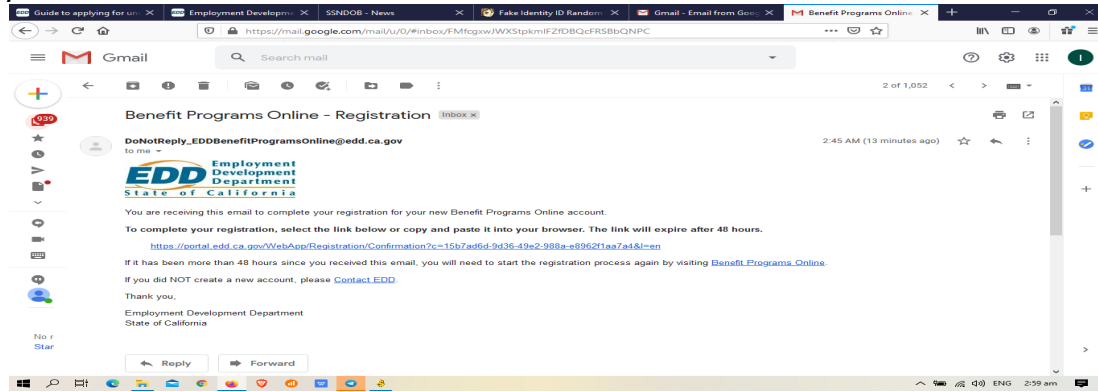 Guide to applying for un
Employment Developme
SSNDOB - News
Fake Identity ID Random
Gmail - Email from Goog
Benefit Programs Online
https://mail.google.com/mail/u/0/#inbox/FMfcgxwJWXStpkmlFZfDBQcFRSBbQNPC
Gmail
Search mail
2 of 1,052
Benefit Programs Online - Registration Inbox x
DoNotReply_EDDBenefitProgramsOnline@edd.ca.gov
2:45 AM (13 minutes ago)
to me
939
31
EDD
Employment
Development
Department
State of California
You are receiving this email to complete your registration for your new Benefit Programs Online account.
To complete your registration, select the link below or copy and paste it into your browser. The link will expire after 48 hours.
https://portal.edd.ca.gov/WebApp/Registration/Confirmation?c=15b7ad6d-9d36-49e2-988a-e8962f1aa7a4&l=en
If it has been more than 48 hours since you received this email, you will need to start the registration process again by visiting Benefit Programs Online.
If you did NOT create a new account, please Contact EDD.
Thank you,
Employment Development Department
State of California
No r
Star
Reply
Forward
ENG 2:59 am